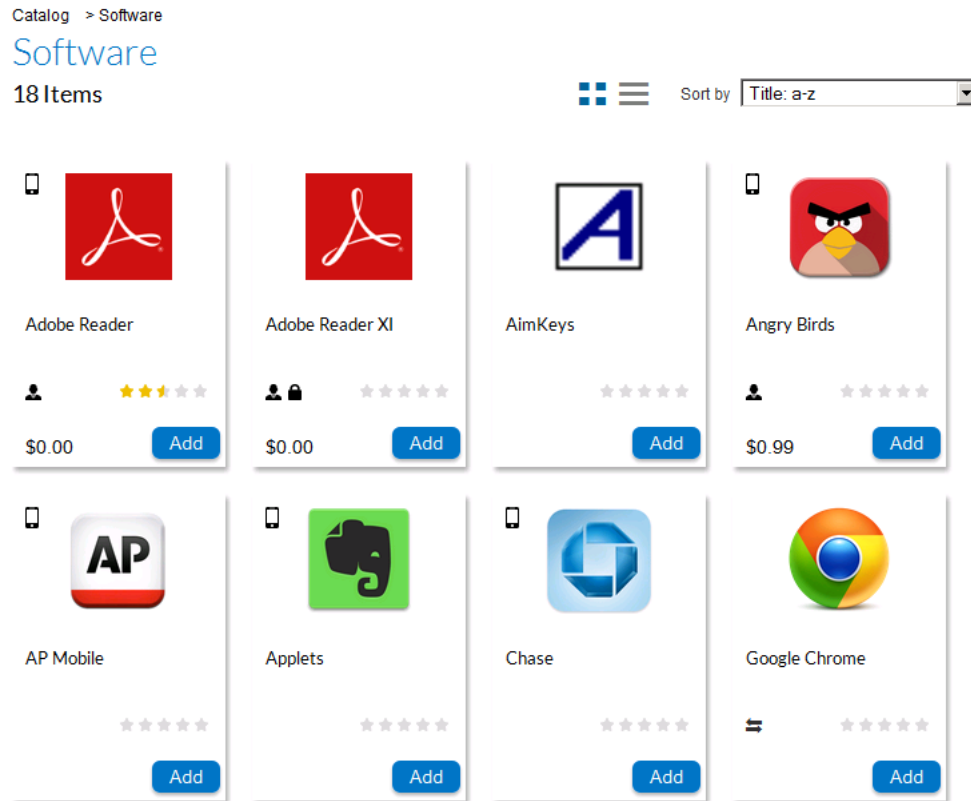 Catalog > Software
Software
18 Items
Sort by Title: a-z
Adobe Reader Adobe Reader XI AimKeys Angry Birds
$0.00 Add $0.00 Add Add $0.99 Add
AP
AP Mobile Applets Chase Google Chrome
Add Add Add Add